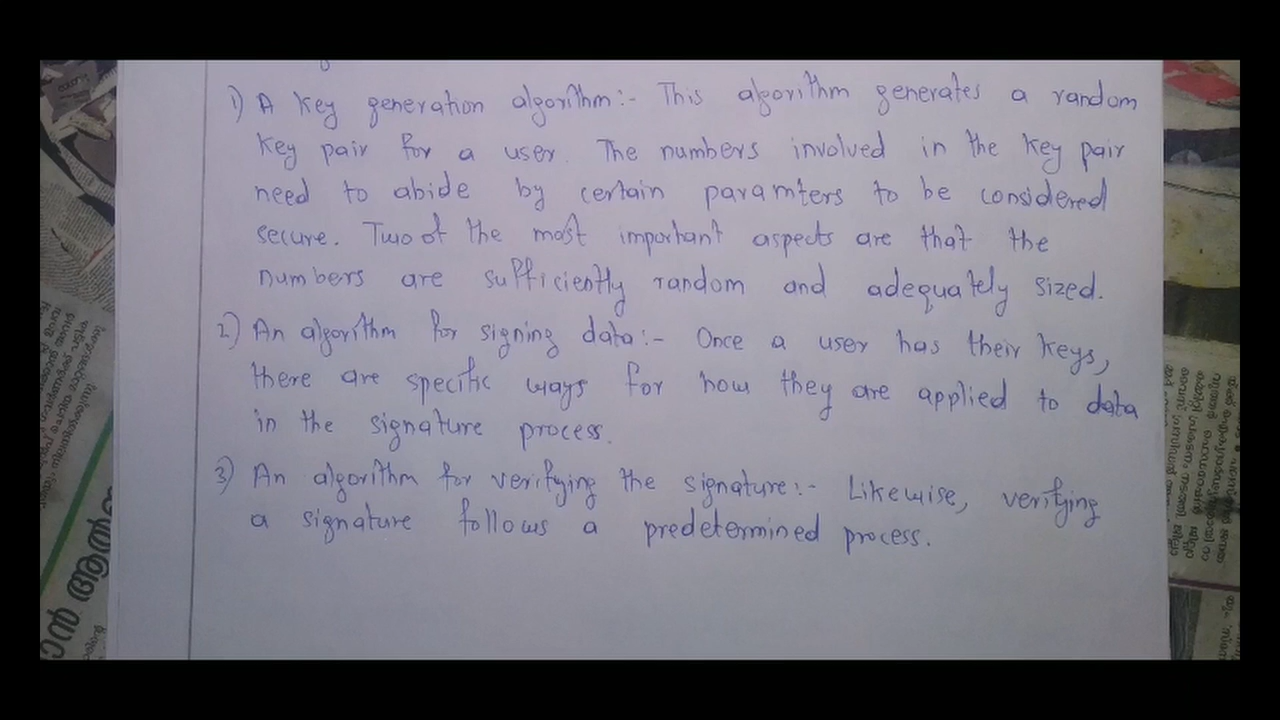 1) A key generation algorithm:- This algorithm generates a random
key pair for a user. The numbers involved in the key pair
need to abide by certain paramters to be considered
secure. Two of the most important aspects are that the
numbers are sufficiently random and adequately sized.
2) An algorithm for signing data:- Once a user has their keys,
there are specific ways for how they are applied to data
in the signature process.
3) An algorithm for verifying the signature:- Likewise, verifying
a signature follows a predetermined process.